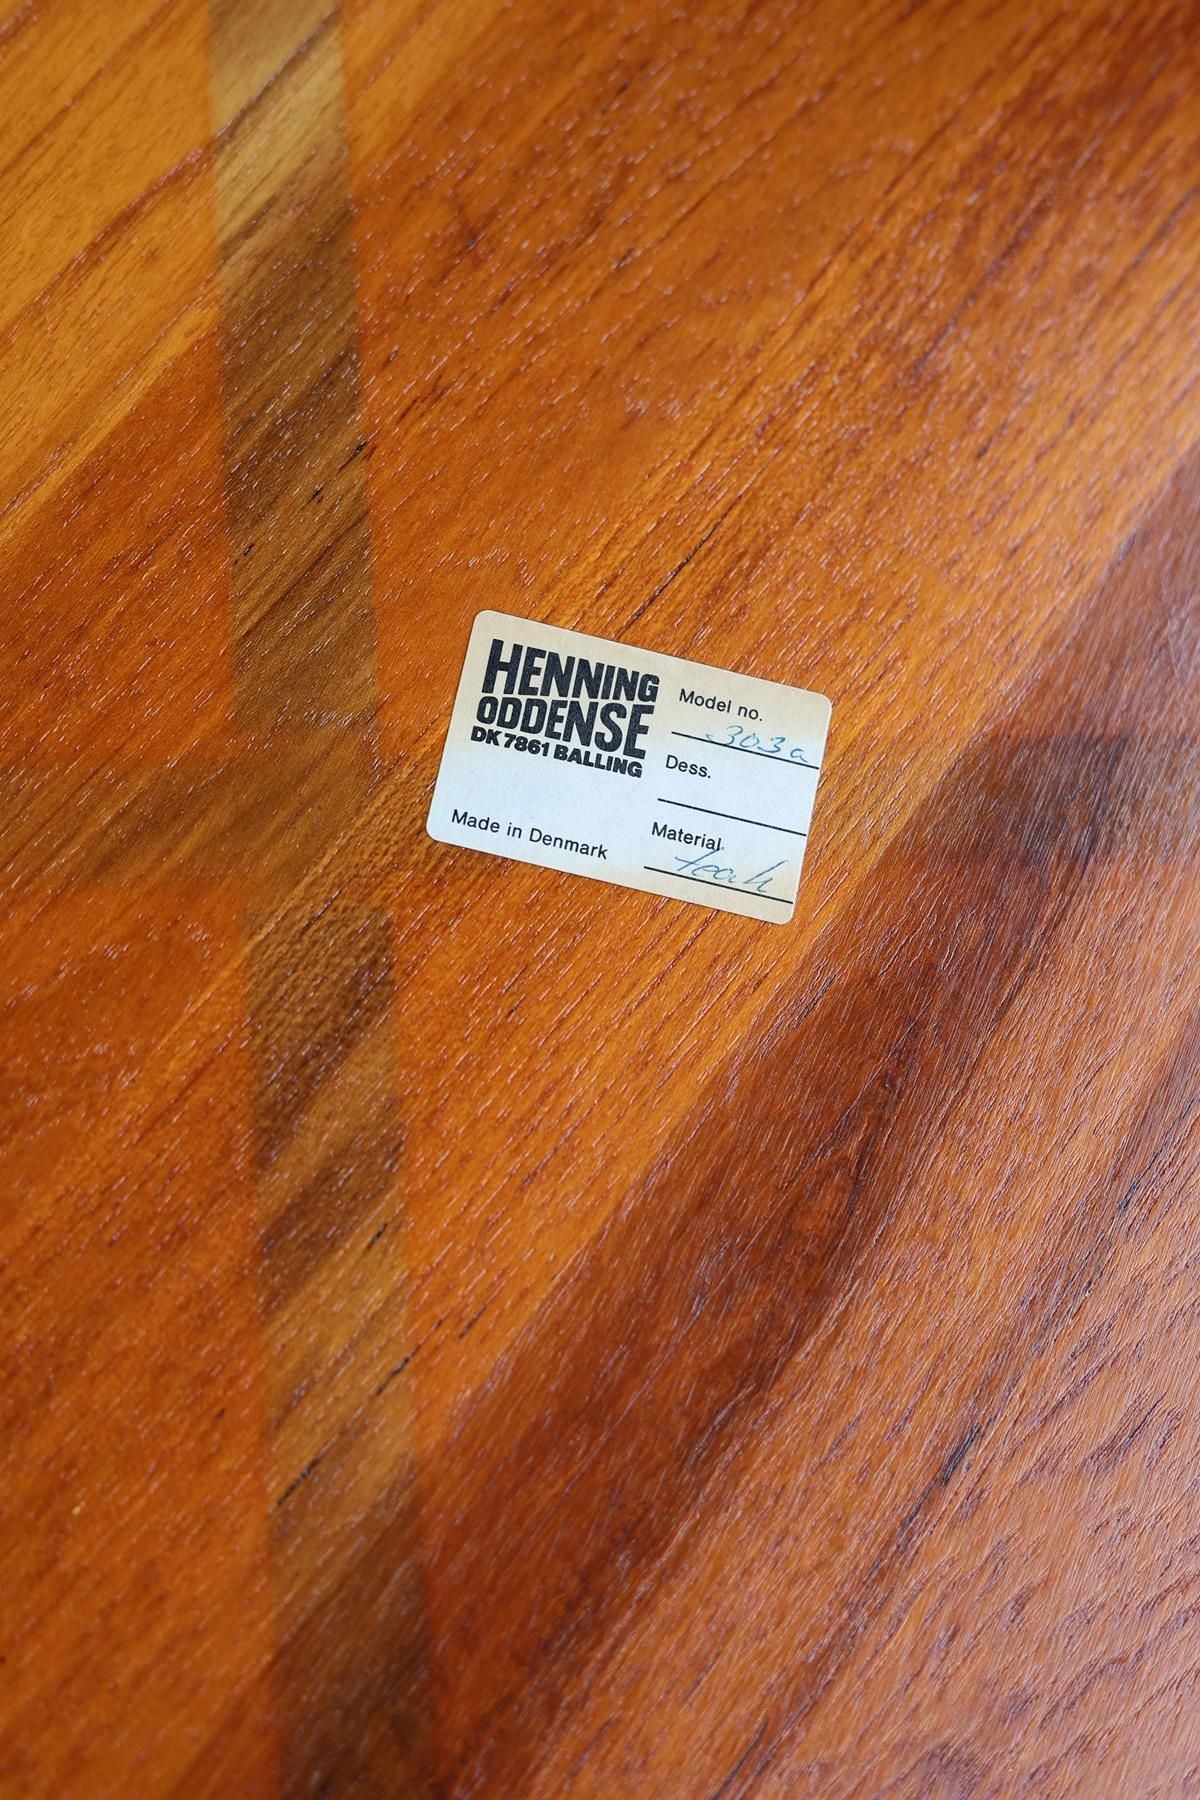 HENNING
ODDENSE
DK 7861 BALLING
Made in Denmark
Model no.
303a
Dess.
Material
teak